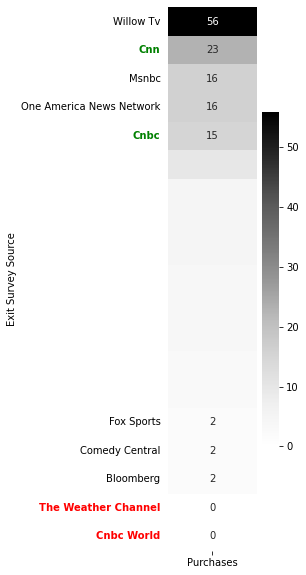 Willow Tv 56
Cnn 23
Msnbc 16
One America News Network 16
Cnbc 15
Fox Sports 2
Comedy Central 2
Bloomberg 2
The Weather Channel 0
Cnbc World 0
Purchases
Exit Survey Source
50
40
30
20
10
0